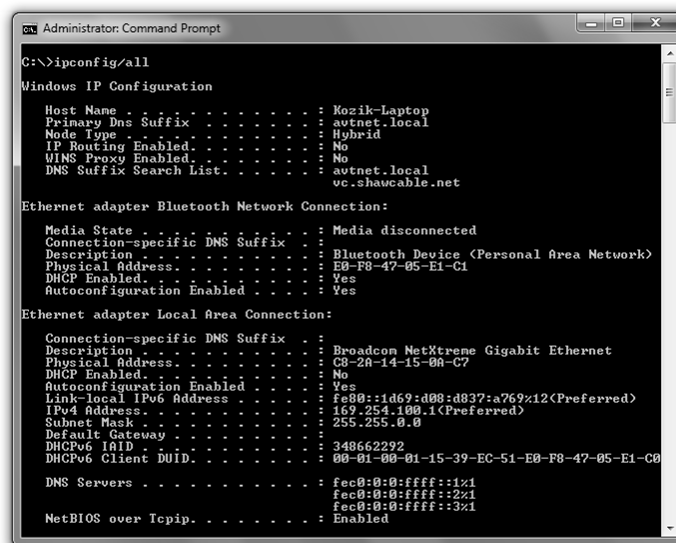 Administrator: Command Prompt
C:\>ipconfig/all
Windows IP Configuration
Host Name . . . . . . . . . . . . : Kozik-Laptop
Primary Dns Suffix . . . . . . . : avtnet.local
Node Type . . . . . . . . . . . . : Hybrid
IP Routing Enabled. . . . . . . . : No
WINS Proxy Enabled. . . . . . . . : No
DNS Suffix Search List. . . . . . : avtnet.local
vc.shawcable.net
Ethernet adapter Bluetooth Network Connection:
Media State . . . . . . . . . . . : Media disconnected
Connection-specific DNS Suffix . :
Description . . . . . . . . . . . : Bluetooth Device (Personal Area Network)
Physical Address. . . . . . . . . : E0-F8-47-05-E1-C1
DHCP Enabled. . . . . . . . . . . : Yes
Autoconfiguration Enabled . . . . : Yes
Ethernet adapter Local Area Connection:
Connection-specific DNS Suffix . :
Description . . . . . . . . . . . : Broadcom NetXtreme Gigabit Ethernet
Physical Address. . . . . . . . . : C8-2A-14-15-0A-C7
DHCP Enabled. . . . . . . . . . . : No
Autoconfiguration Enabled . . . . : Yes
Link-local IPv6 Address . . . . . : fe80::1d69:d08:d837:a769%12(Preferred)
IPv4 Address. . . . . . . . . . . : 169.254.100.1(Preferred)
Subnet Mask . . . . . . . . . . . : 255.255.0.0
Default Gateway . . . . . . . . . :
DHCPv6 IAID . . . . . . . . . . . : 348662292
DHCPv6 Client DUID. . . . . . . . : 00-01-00-01-15-39-EC-51-E0-F8-47-05-E1-C0
DNS Servers . . . . . . . . . . . : fec0:0:0:ffff::1%1
fec0:0:0:ffff::2%1
fec0:0:0:ffff::3%1
NetBIOS over Tcpip. . . . . . . . : Enabled